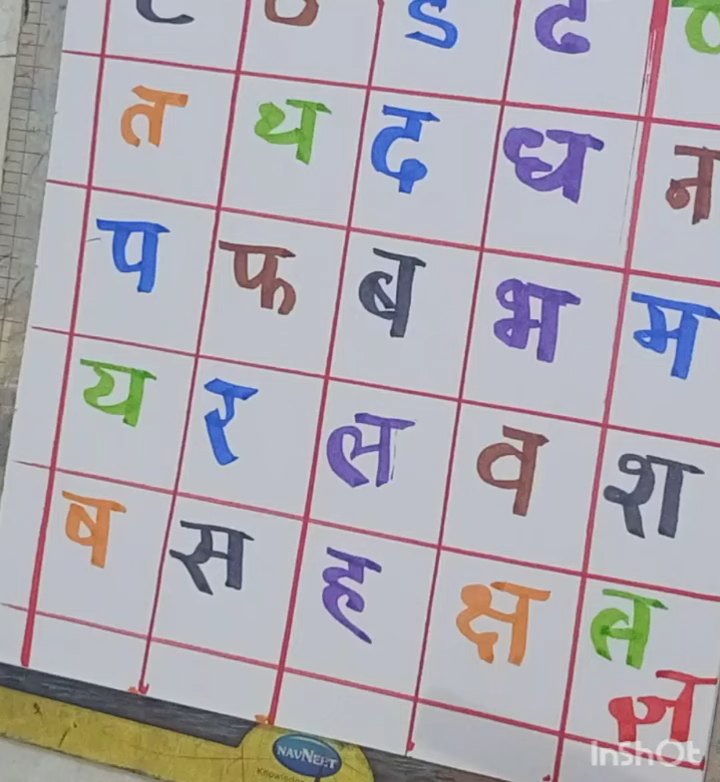 ट ठ ड ढ
त थ द ध न
प फ ब भ म
य र ल व श
ष स ह क्ष त्र
ज्ञ
NAVNEET
InShOt